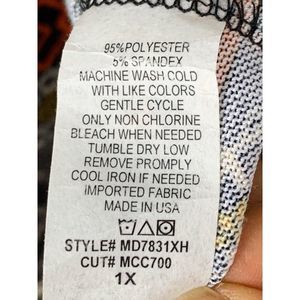 95%POLYESTER
5% SPANDEX
MACHINE WASH COLD
WITH LIKE COLORS
GENTLE CYCLE
ONLY NON CHLORINE
BLEACH WHEN NEEDED
TUMBLE DRY LOW
REMOVE PROMPLY
COOL IRON IF NEEDED
IMPORTED FABRIC
MADE IN USA
STYLE# MD7831XH
CUT# MCC700
1X